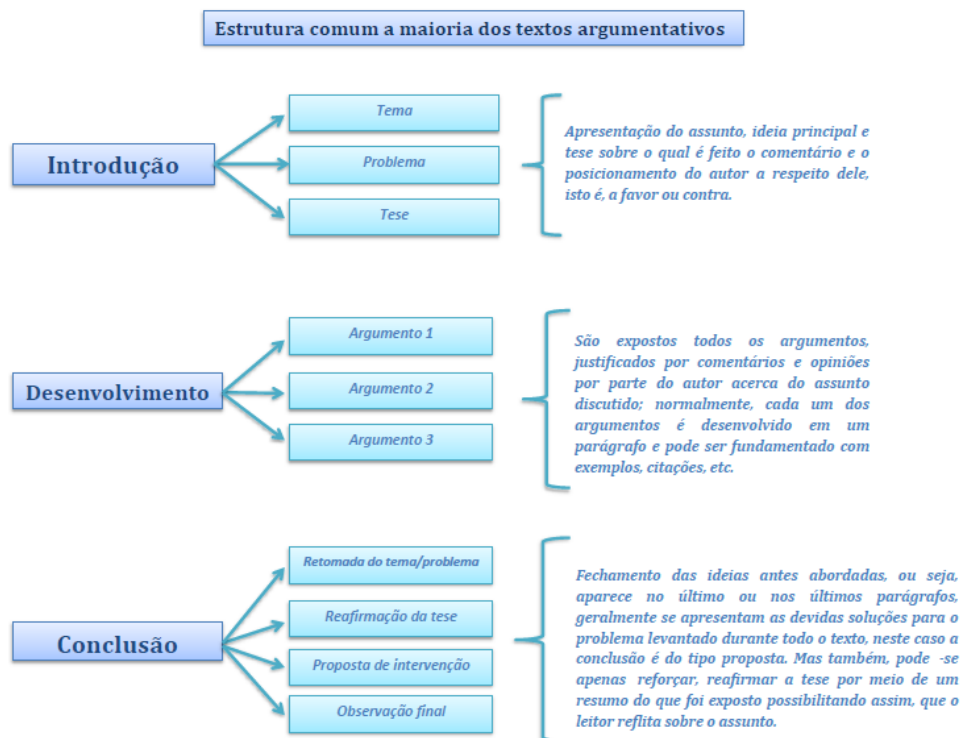 Estrutura comum a maioria dos textos argumentativos
Introdução
Tema
Problema
Tese
Apresentação do assunto, ideia principal e
tese sobre o qual é feito o comentário e o
posicionamento do autor a respeito dele,
isto é, a favor ou contra.
Desenvolvimento
Argumento 1
Argumento 2
Argumento 3
São expostos todos os argumentos,
justificados por comentários e opiniões
por parte do autor acerca do assunto
discutido; normalmente, cada um dos
argumentos é desenvolvido em um
parágrafo e pode ser fundamentado com
exemplos, citações, etc.
Conclusão
Retomada do tema/problema
Reafirmação da tese
Proposta de intervenção
Observação final
Fechamento das ideias antes abordadas, ou seja,
aparece no último ou nos últimos parágrafos,
geralmente se apresentam as devidas soluções para o
problema levantado durante todo o texto, neste caso a
conclusão é do tipo proposta. Mas também, pode -se
apenas reforçar, reafirmar a tese por meio de um
resumo do que foi exposto possibilitando assim, que o
leitor reflita sobre o assunto.